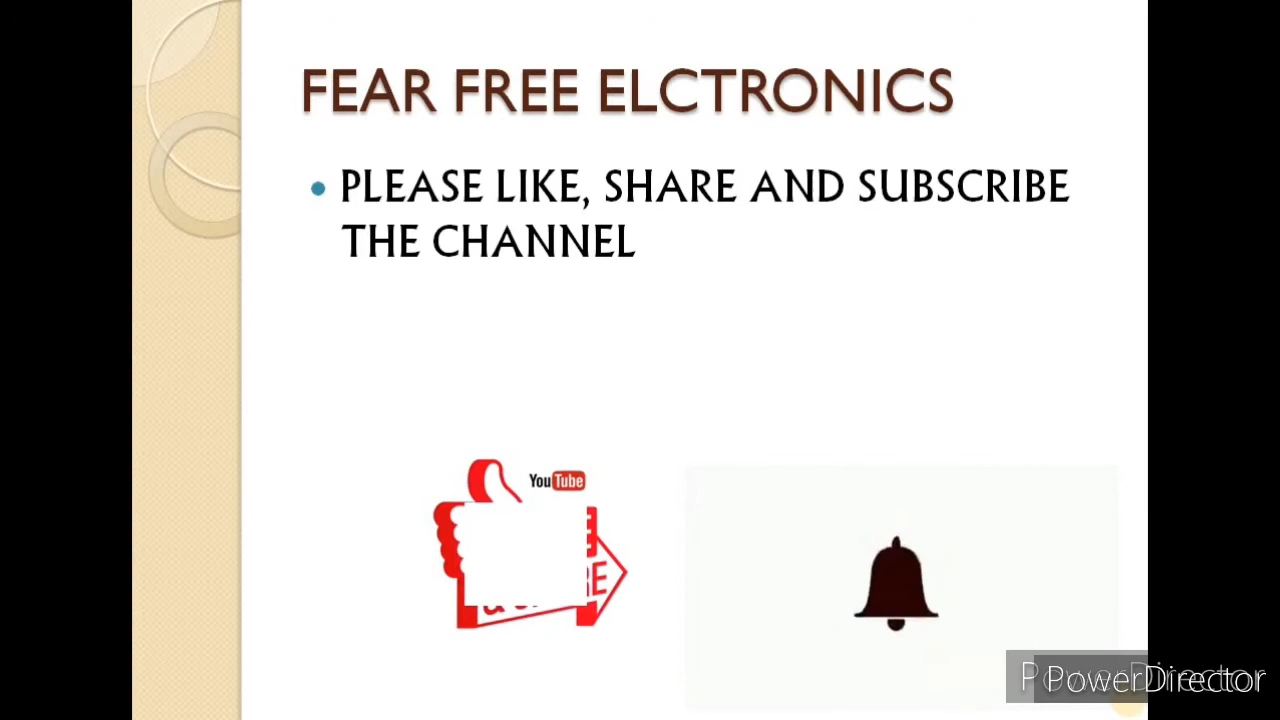 FEAR FREE ELCTRONICS
• PLEASE LIKE, SHARE AND SUBSCRIBE
THE CHANNEL
YouTube
PowerDirector